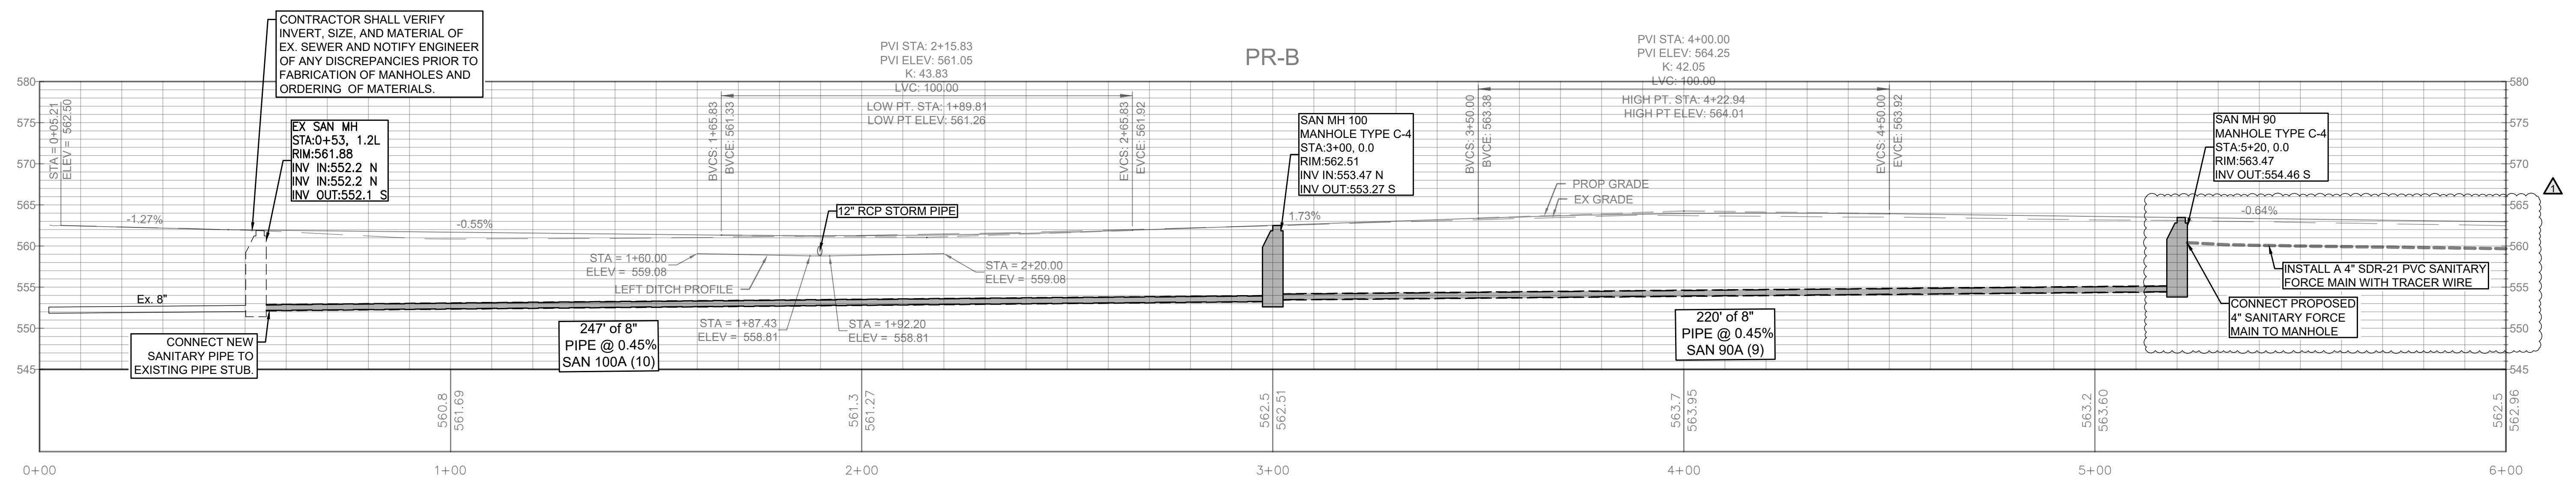 CONTRACTOR SHALL VERIFY
INVERT, SIZE, AND MATERIAL OF
EX. SEWER AND NOTIFY ENGINEER
OF ANY DISCREPANCIES PRIOR TO
FABRICATION OF MANHOLES AND
ORDERING OF MATERIALS.
PVI STA: 2+15.83
PVI ELEV: 561.05
K: 43.83
LVC: 100.00
LOW PT. STA: 1+89.81
LOW PT ELEV: 561.26
PR-B
PVI STA: 4+00.00
PVI ELEV: 564.25
K: 42.05
LVC: 100.00
HIGH PT. STA: 4+22.94
HIGH PT ELEV: 564.01
580
575
570
565
560
555
550
545
580
575
570
565
560
555
550
545
STA = 0+05.21
ELEV = 562.50
EX SAN MH
STA:0+53, 1.2L
RIM:561.88
INV IN:552.2 N
INV IN:552.2 N
INV OUT:552.1 S
BVCS: 1+65.83
BVCE: 561.33
EVCS: 2+65.83
EVCE: 561.92
SAN MH 100
MANHOLE TYPE C-4
STA:3+00, 0.0
RIM:562.51
INV IN:553.47 N
INV OUT:553.27 S
BVCS: 3+50.00
BVCE: 563.38
EVCS: 4+50.00
EVCE: 563.92
SAN MH 90
MANHOLE TYPE C-4
STA:5+20, 0.0
RIM:563.47
INV OUT:554.46 S
1
-1.27%
-0.55%
12" RCP STORM PIPE
1.73%
PROP GRADE
EX GRADE
-0.64%
STA = 1+60.00
ELEV = 559.08
LEFT DITCH PROFILE
STA = 2+20.00
ELEV = 559.08
INSTALL A 4" SDR-21 PVC SANITARY
FORCE MAIN WITH TRACER WIRE
Ex. 8"
CONNECT PROPOSED
4" SANITARY FORCE
MAIN TO MANHOLE
STA = 1+87.43
ELEV = 558.81
STA = 1+92.20
ELEV = 558.81
CONNECT NEW
SANITARY PIPE TO
EXISTING PIPE STUB.
247' of 8"
PIPE @ 0.45%
SAN 100A (10)
220' of 8"
PIPE @ 0.45%
SAN 90A (9)
560.8
561.69
561.3
561.27
562.5
562.51
563.7
563.95
563.2
563.60
562.5
562.96
0+00
1+00
2+00
3+00
4+00
5+00
6+00